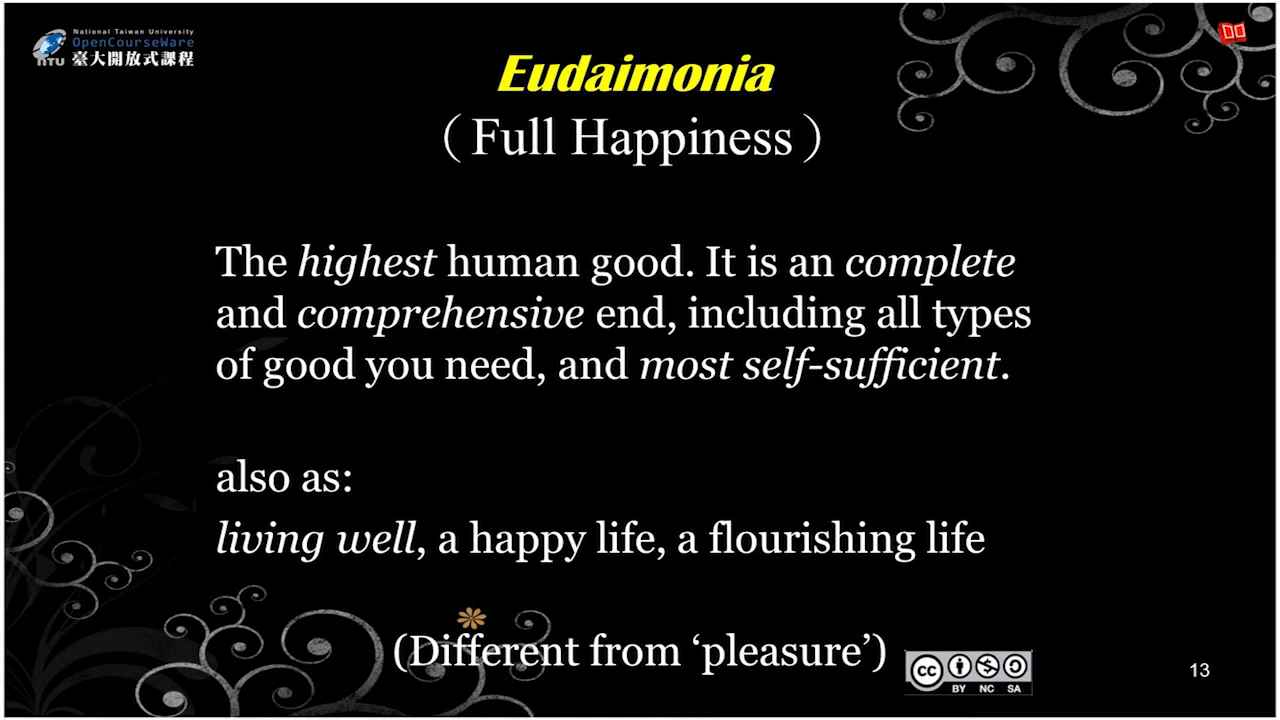 National Taiwan University
OpenCourseWare
NTU 臺大開放式課程
Eudaimonia
（Full Happiness）
The highest human good. It is an complete
and comprehensive end, including all types
of good you need, and most self-sufficient.
also as:
living well, a happy life, a flourishing life
(Different from ‘pleasure’)
cc BY NC SA
13